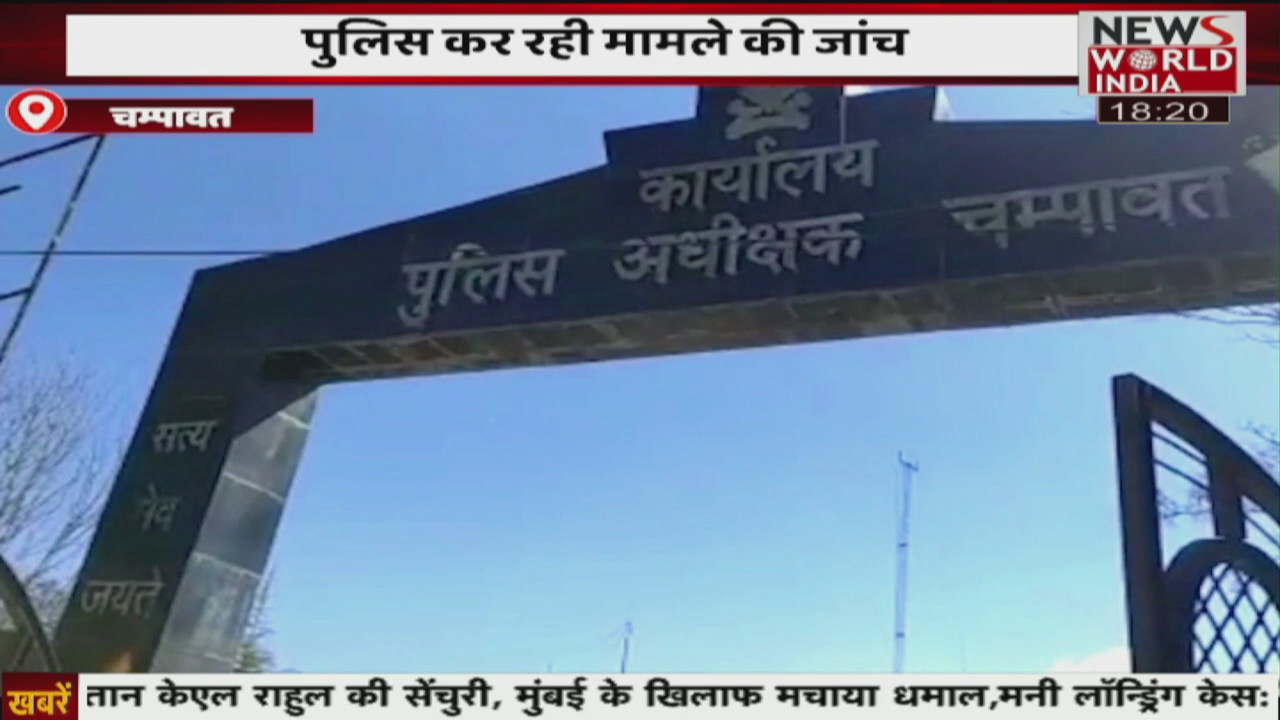 पुलिस कर रही मामले की जांच
NEWS
WORLD
INDIA
18:20
चम्पावत
कार्यालय
पुलिस अधीक्षक चम्पावत
सत्य
मेव
जयते
खबरें
तान केएल राहुल की सेंचुरी, मुंबई के खिलाफ मचाया धमाल,मनी लॉन्ड्रिंग केस: